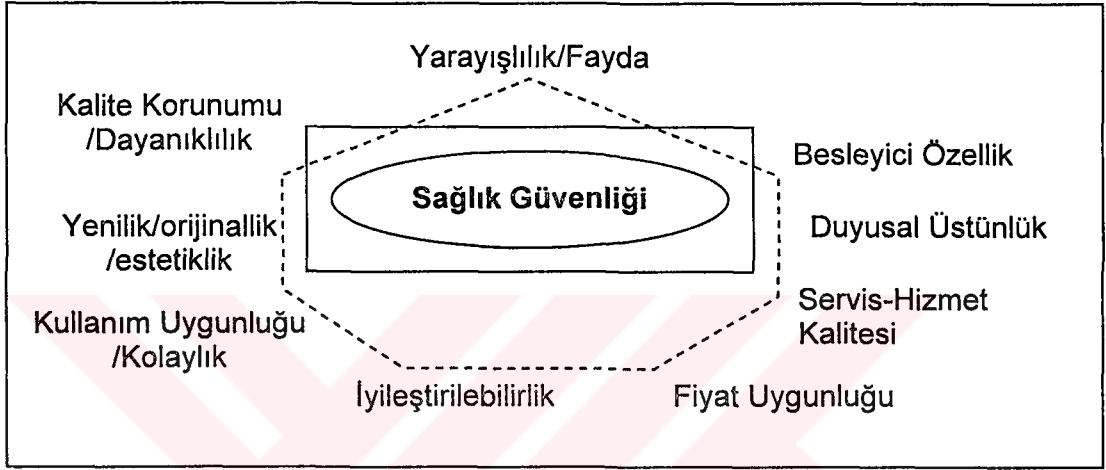 Yarayışlılık/Fayda
Kalite Korunumu
/Dayanıklılık
Besleyici Özellik
Sağlık Güvenliği
Yenilik/orijinallik
/estetiklik
Duyusal Üstünlük
Servis-Hizmet
Kalitesi
Kullanım Uygunluğu
/Kolaylık
İyileştirilebilirlik
Fiyat Uygunluğu